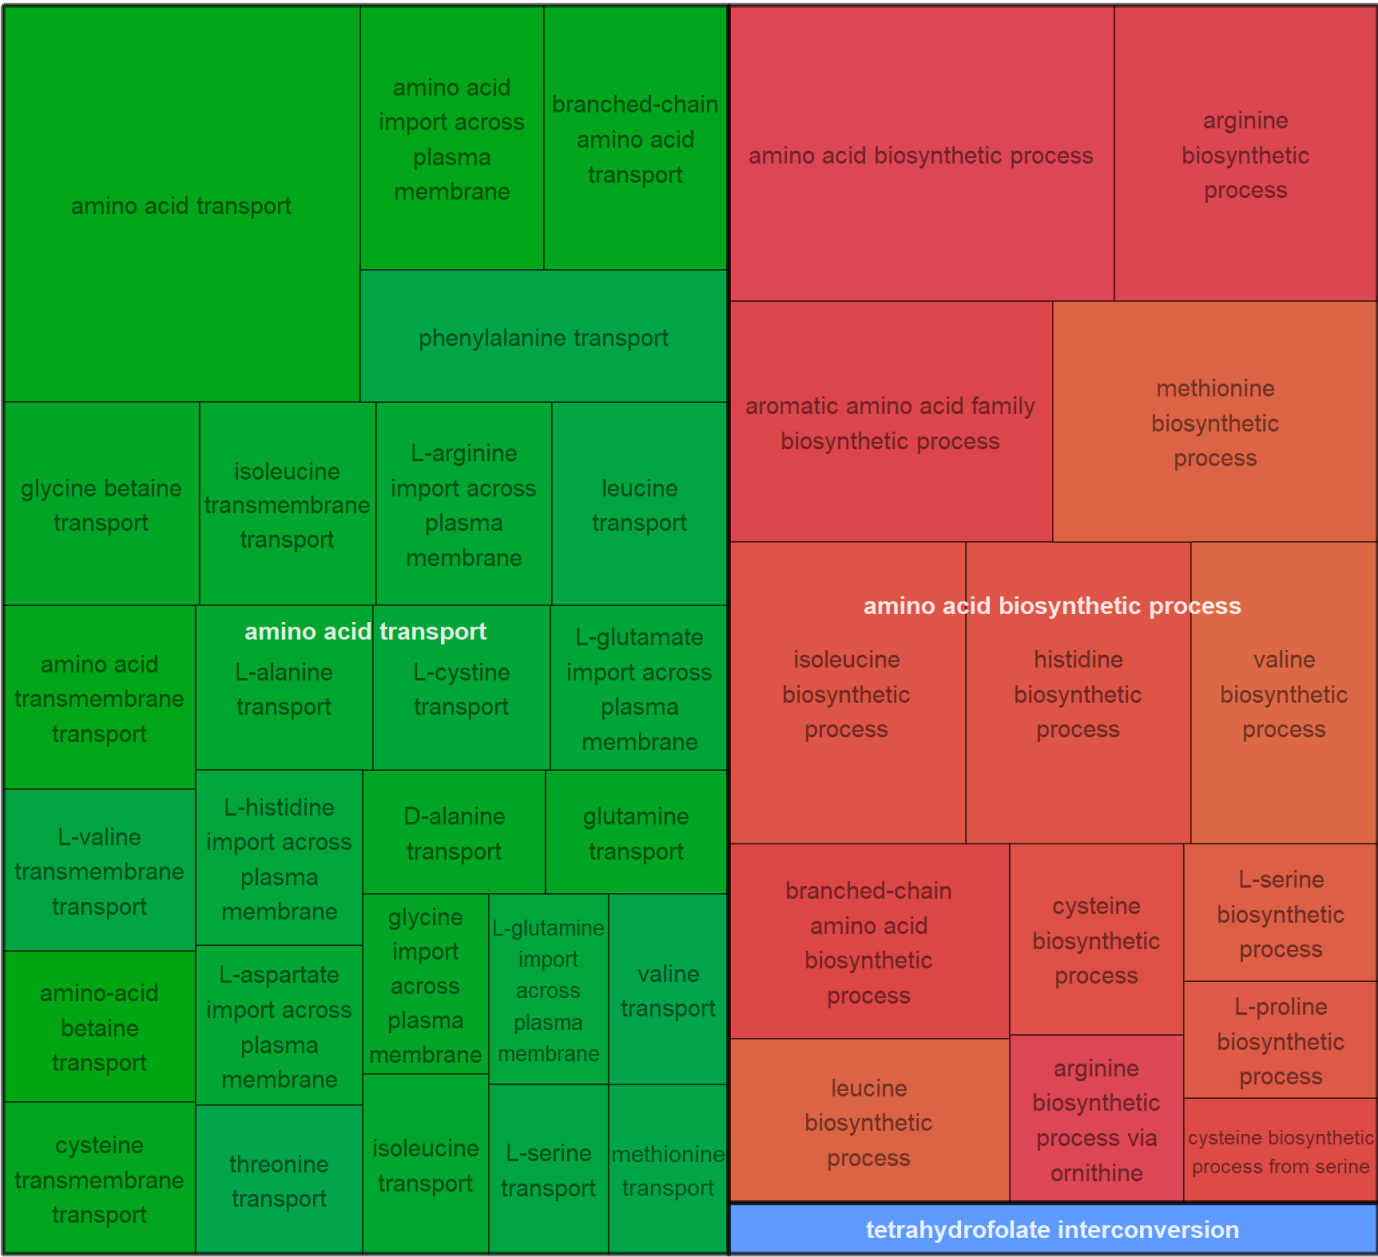 amino acid transport
amino acid
import across
plasma
membrane
branched-chain
amino acid
transport
phenylalanine transport
glycine betaine
transport
isoleucine
transmembrane
transport
L-arginine
import across
plasma
membrane
leucine
transport
amino acid transport
amino acid
transmembrane
transport
L-alanine
transport
L-cystine
transport
L-glutamate
import across
plasma
membrane
L-valine
transmembrane
transport
L-histidine
import across
plasma
membrane
D-alanine
transport
glutamine
transport
glycine
import
across
plasma
membrane
L-glutamine
import
across
plasma
membrane
valine
transport
amino-acid
betaine
transport
L-aspartate
import across
plasma
membrane
cysteine
transmembrane
transport
threonine
transport
isoleucine
transport
L-serine
transport
methionine
transport
amino acid biosynthetic process
arginine
biosynthetic
process
aromatic amino acid family
biosynthetic process
methionine
biosynthetic
process
amino acid biosynthetic process
isoleucine
biosynthetic
process
histidine
biosynthetic
process
valine
biosynthetic
process
branched-chain
amino acid
biosynthetic
process
cysteine
biosynthetic
process
L-serine
biosynthetic
process
L-proline
biosynthetic
process
leucine
biosynthetic
process
arginine
biosynthetic
process via
ornithine
cysteine biosynthetic
process from serine
tetrahydrofolate interconversion